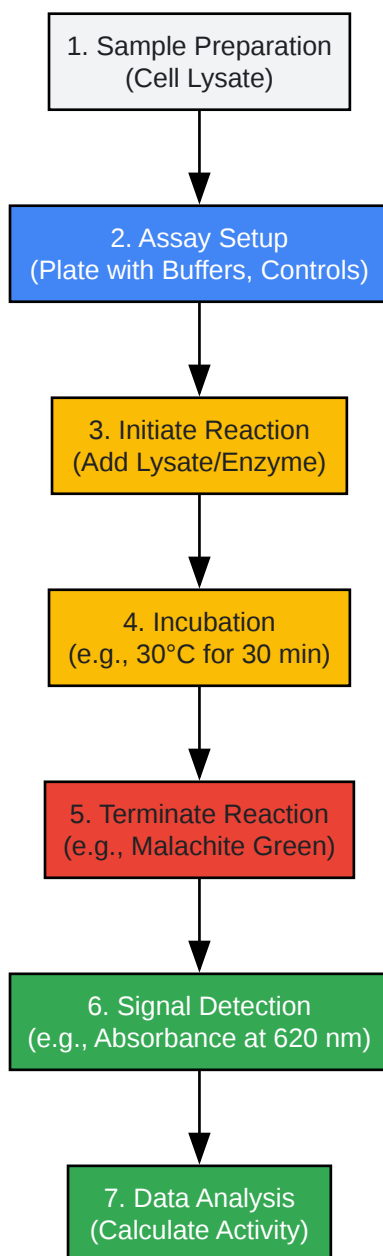 1. Sample Preparation
(Cell Lysate)
2. Assay Setup
(Plate with Buffers, Controls)
3. Initiate Reaction
(Add Lysate/Enzyme)
4. Incubation
(e.g., 30°C for 30 min)
5. Terminate Reaction
(e.g., Malachite Green)
6. Signal Detection
(e.g., Absorbance at 620 nm)
7. Data Analysis
(Calculate Activity)